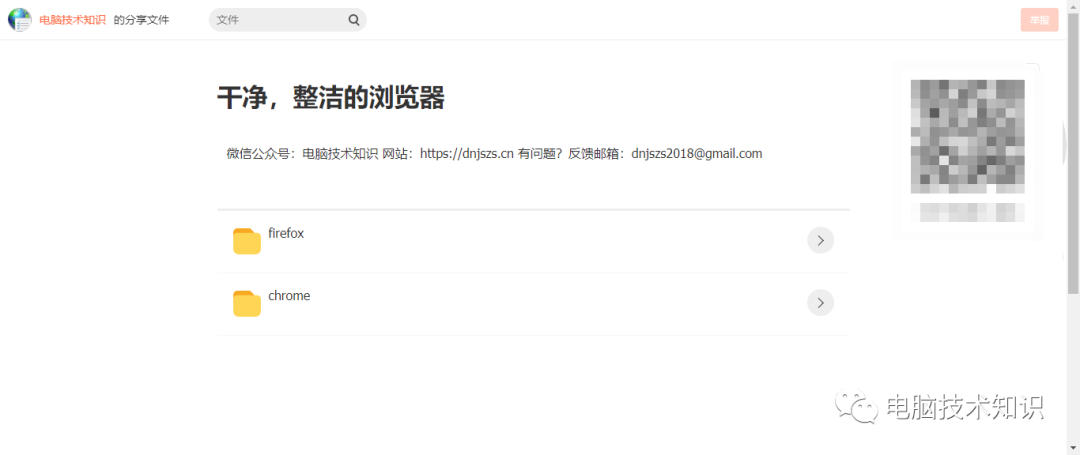 电脑技术知识 的分享文件
文件
举报
干净，整洁的浏览器
微信公众号：电脑技术知识 网站：https://dnjszs.cn 有问题？反馈邮箱：dnjszs2018@gmail.com
firefox
chrome
电脑技术知识